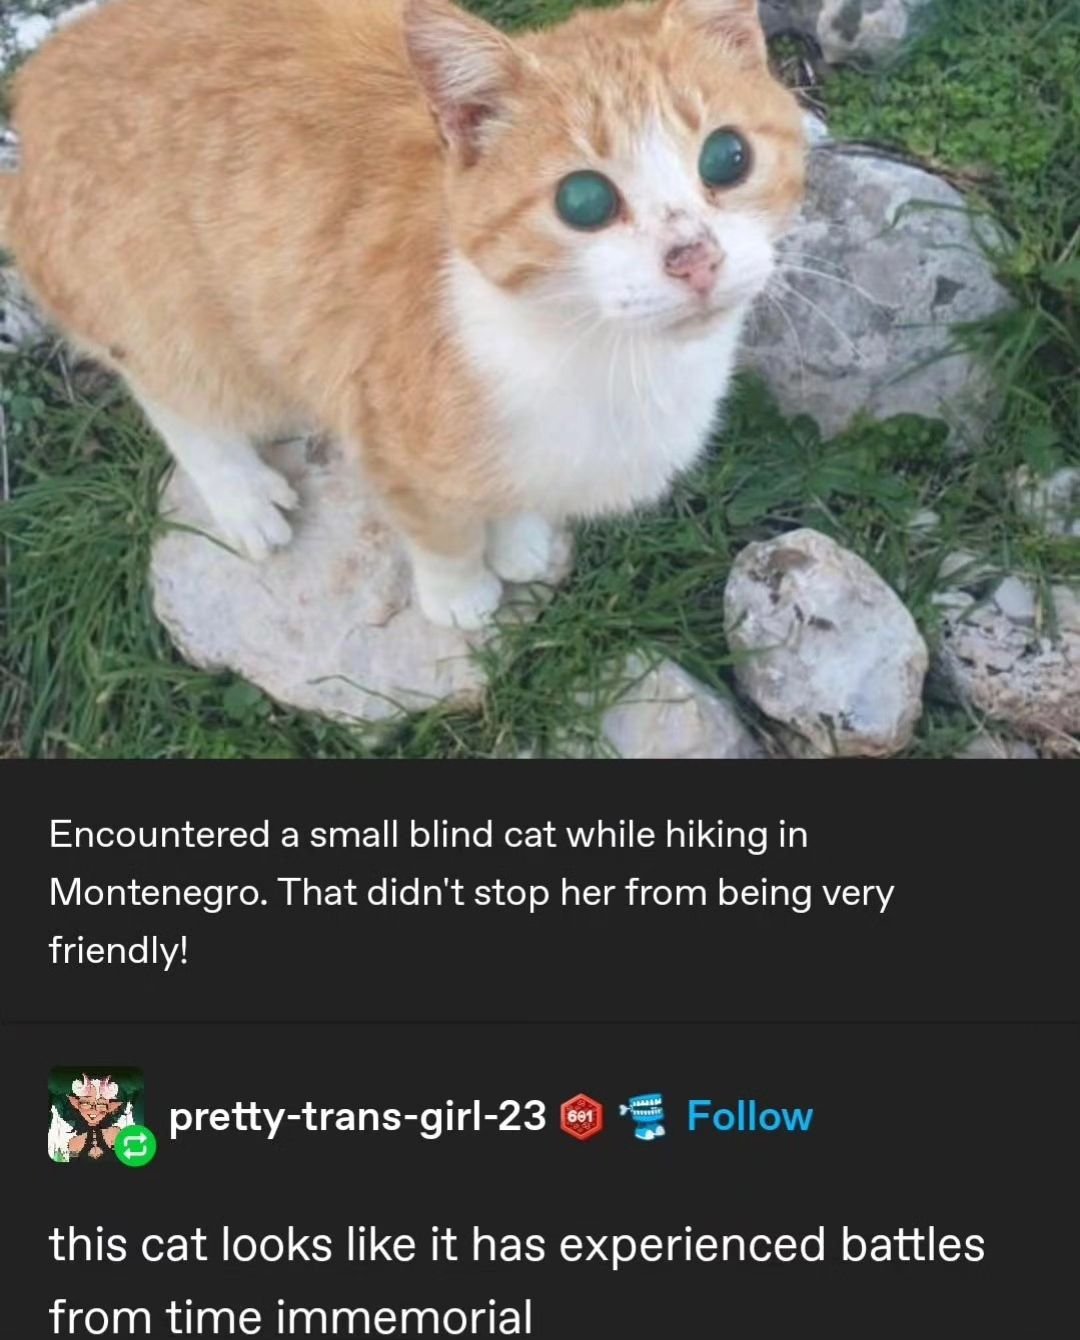 Encountered a small blind cat while hiking in
Montenegro. That didn't stop her from being very
friendly!
pretty-trans-girl-23 601 Follow
this cat looks like it has experienced battles
from time immemorial